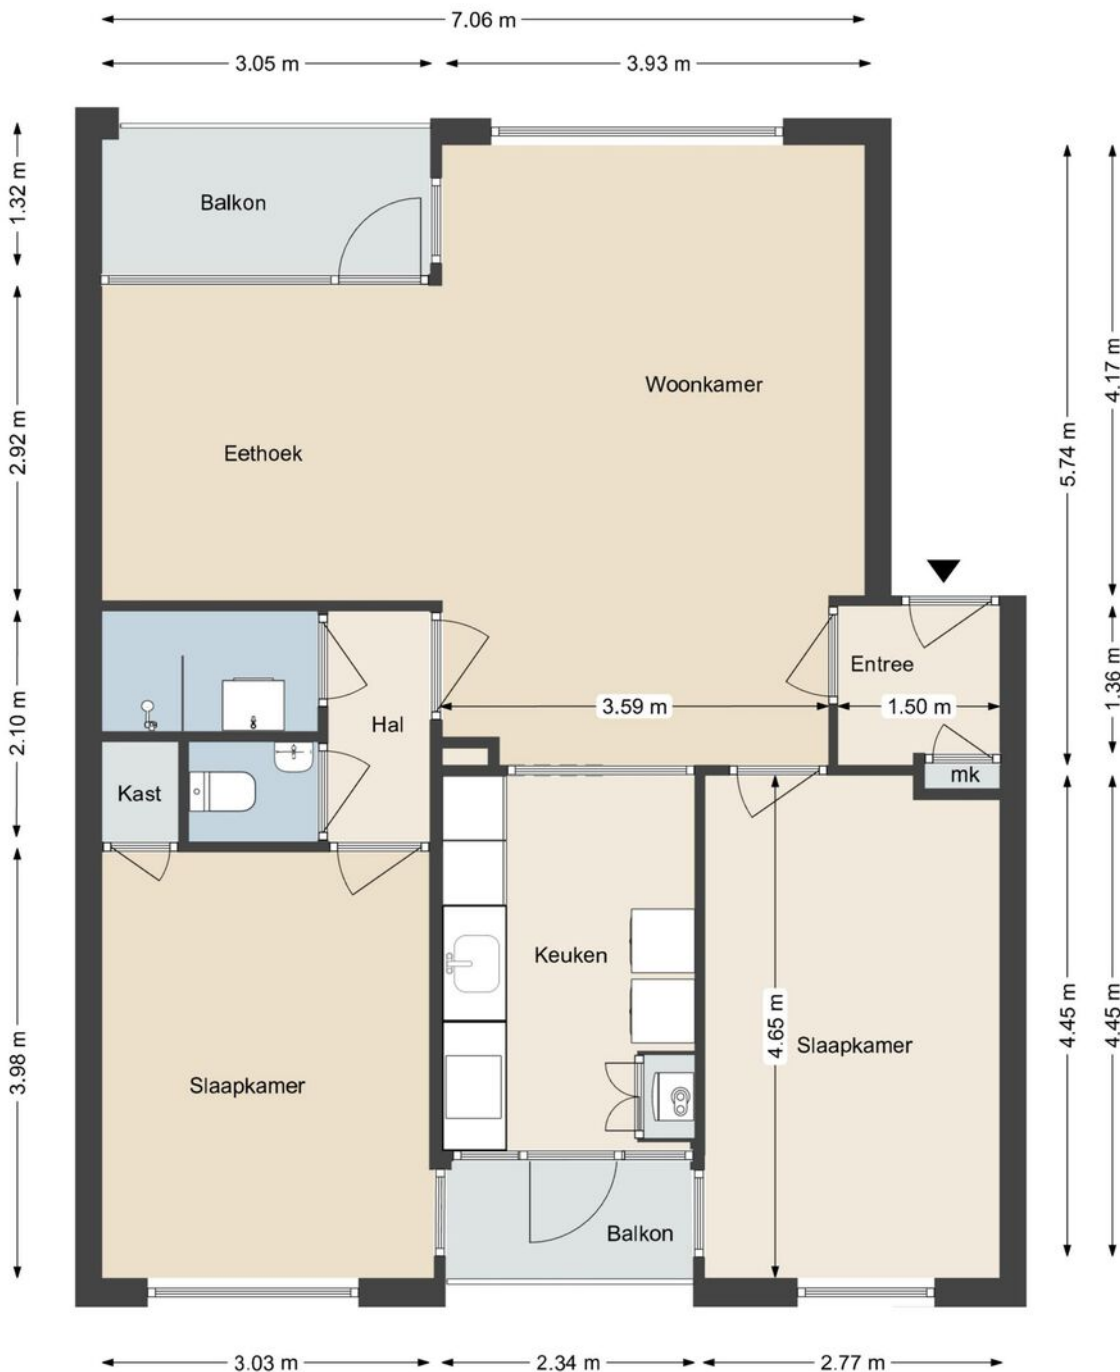 7.06 m
3.05 m
3.93 m
1.32 m
Balkon
4.17 m
Woonkamer
5.74 m
2.92 m
Eethoek
Entree
1.36 m
3.59 m
1.50 m
2.10 m
Hal
mk
Kast
Keuken
4.65 m
4.45 m
4.45 m
Slaapkamer
3.98 m
Slaapkamer
Balkon
3.03 m
2.34 m
2.77 m